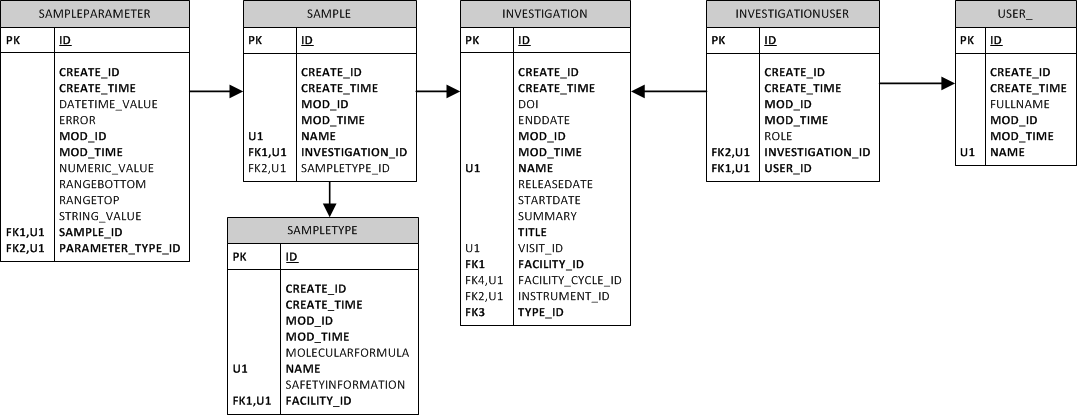 SAMPLEPARAMETER
PK ID
CREATE_ID
CREATE_TIME
DATETIME_VALUE
ERROR
MOD_ID
MOD_TIME
NUMERIC_VALUE
RANGEBOTTOM
RANGETOP
STRING_VALUE
FK1,U1 SAMPLE_ID
FK2,U1 PARAMETER_TYPE_ID
SAMPLE
PK ID
CREATE_ID
CREATE_TIME
MOD_ID
MOD_TIME
U1 NAME
FK1,U1 INVESTIGATION_ID
FK2,U1 SAMPLETYPE_ID
SAMPLETYPE
PK ID
CREATE_ID
CREATE_TIME
MOD_ID
MOD_TIME
MOLECULARFORMULA
U1 NAME
SAFETYINFORMATION
FK1,U1 FACILITY_ID
INVESTIGATION
PK ID
CREATE_ID
CREATE_TIME
DOI
ENDDATE
MOD_ID
MOD_TIME
U1 NAME
RELEASEDATE
STARTDATE
SUMMARY
TITLE
U1 VISIT_ID
FK1 FACILITY_ID
FK4,U1 FACILITY_CYCLE_ID
FK2,U1 INSTRUMENT_ID
FK3 TYPE_ID
INVESTIGATIONUSER
PK ID
CREATE_ID
CREATE_TIME
MOD_ID
MOD_TIME
ROLE
FK2,U1 INVESTIGATION_ID
FK1,U1 USER_ID
USER_
PK ID
CREATE_ID
CREATE_TIME
FULLNAME
MOD_ID
MOD_TIME
U1 NAME